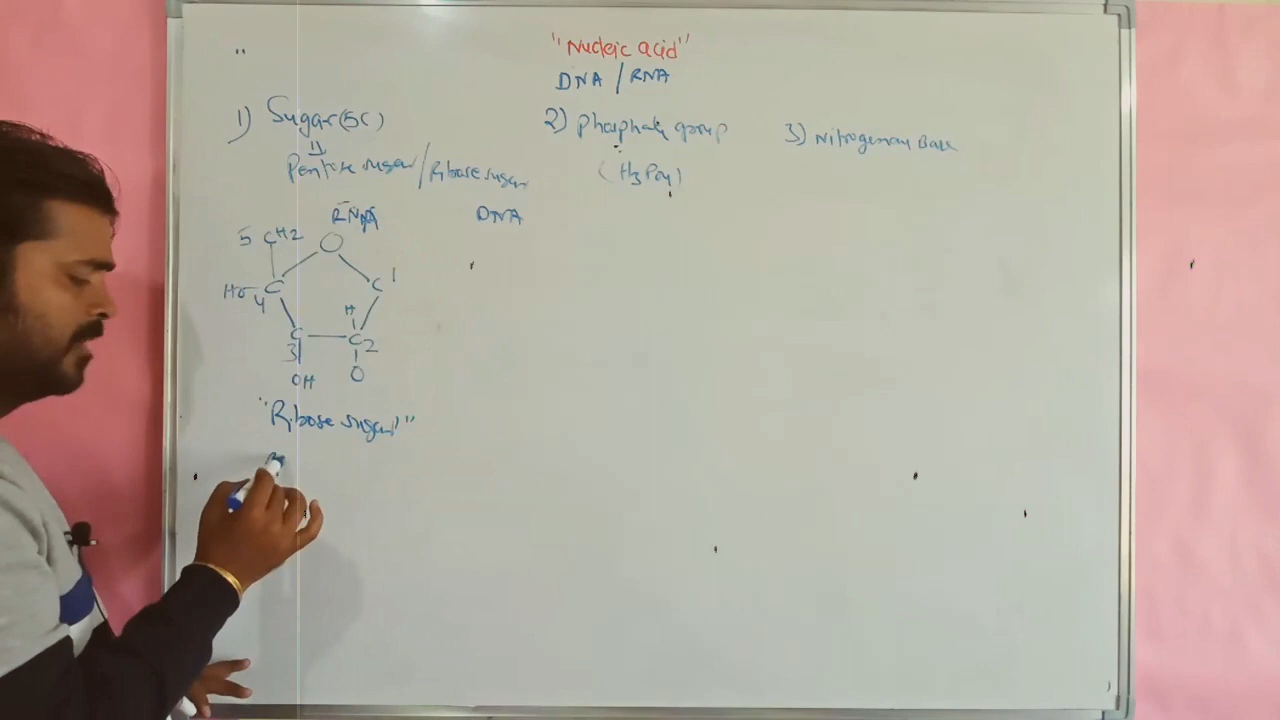 "Nucleic acid"
DNA / RNA
1) Sugar (5C)
2) Phosphate group
3) Nitrogenous Base
Pentose sugar / Ribose sugar
(H3PO4)
RNA
DNA
5 CH2
O
HO
C
4
C 1
H
C
3
C 2
OH
O
"Ribose sugar"